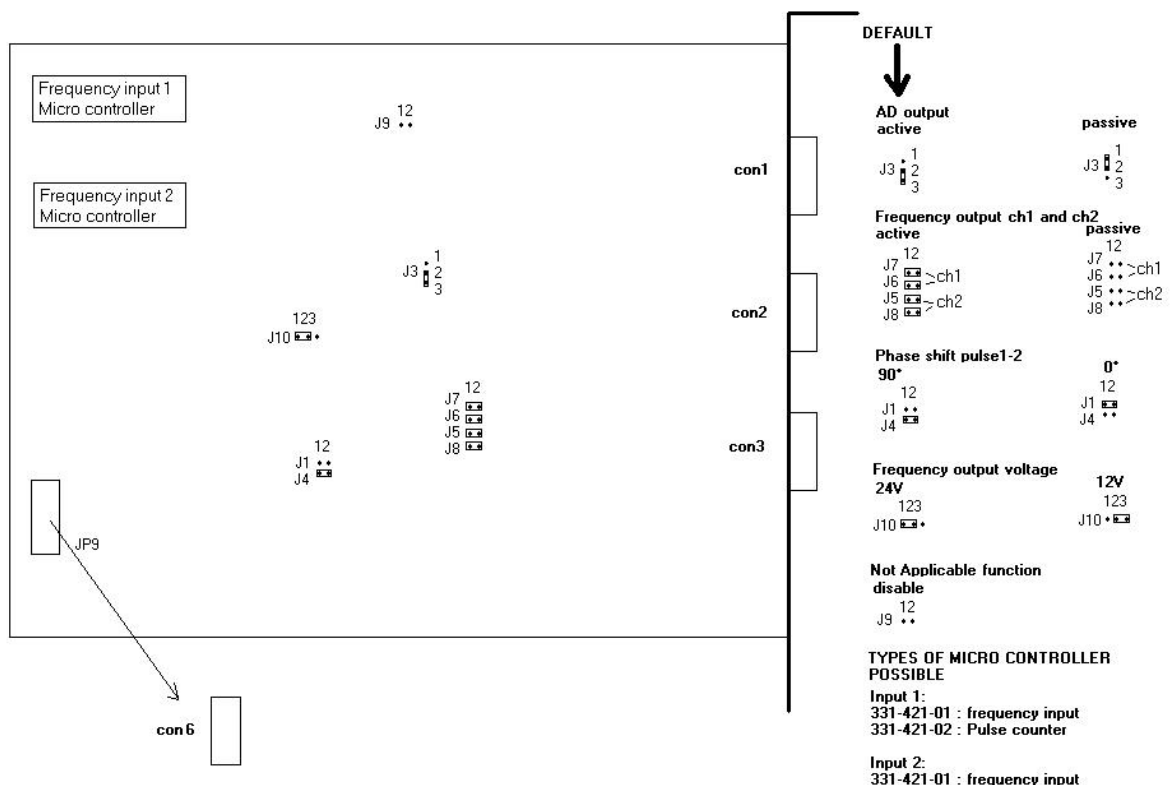 Frequency input 1
Micro controller
12
J9
Frequency input 2
Micro controller
J3
1
2
3
123
J10
12
J7
J6
J5
J8
12
J1
J4
JP9
con6
con1
con2
con3
DEFAULT
AD output
active
passive
J3
1
2
3
J3
1
2
3
Frequency output ch1 and ch2
active
passive
12
J7
J6
ch1
J5
J8
ch2
12
J7
J6
ch1
J5
J8
ch2
Phase shift pulse1-2
90°
0°
12
J1
J4
12
J1
J4
Frequency output voltage
24V
12V
123
J10
123
J10
Not Applicable function
disable
12
J9
TYPES OF MICRO CONTROLLER
POSSIBLE
Input 1:
331-421-01 : frequency input
331-421-02 : Pulse counter
Input 2:
331-421-01 : frequency input